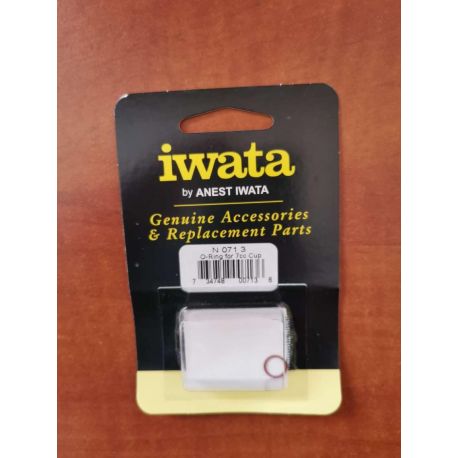 iwata
by ANEST IWATA
Genuine Accessories
& Replacement Parts
N 071 3
O-Ring for 7cc Cup
7 34748 00713 6